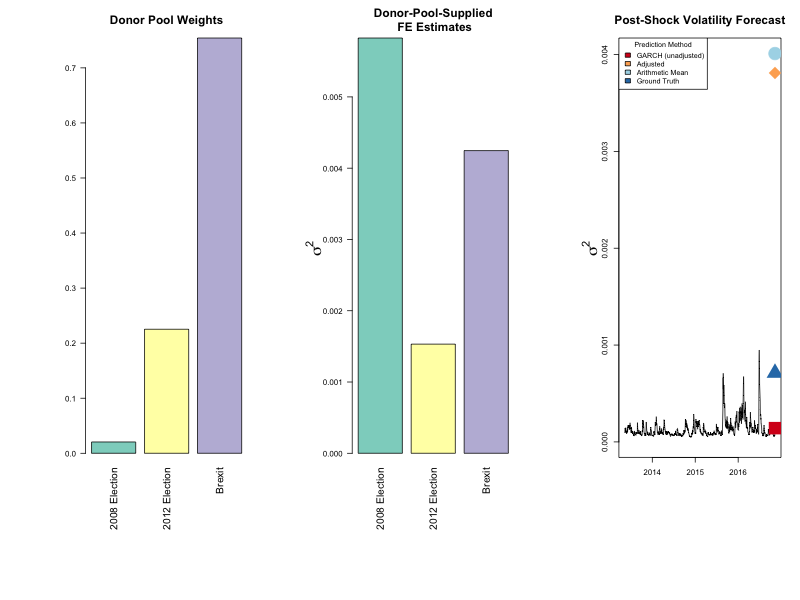 Donor Pool Weights
0.7
0.6
0.5
0.4
0.3
0.2
0.1
0.0
2008 Election
2012 Election
Brexit
Donor-Pool-Supplied
FE Estimates
σ²
0.005
0.004
0.003
0.002
0.001
0.000
2008 Election
2012 Election
Brexit
Post-Shock Volatility Forecast
Prediction Method
GARCH (unadjusted)
Adjusted
Arithmetic Mean
Ground Truth
σ²
0.004
0.003
0.002
0.001
0.000
2014
2015
2016